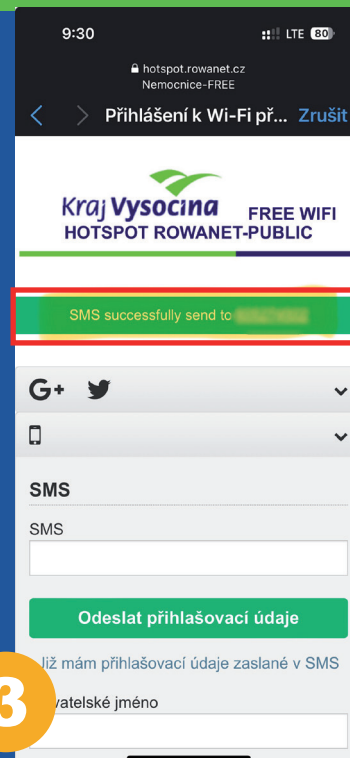 9:30
LTE 80
hotspot.rowanet.cz
Nemocnice-FREE
Přihlášení k Wi-Fi př... Zrušit
Kraj Vysočina FREE WIFI
HOTSPOT ROWANET-PUBLIC
SMS successfully send to
G+
SMS
SMS
Odeslat přihlašovací údaje
Již mám přihlašovací údaje zaslané v SMS
vatelské jméno
3